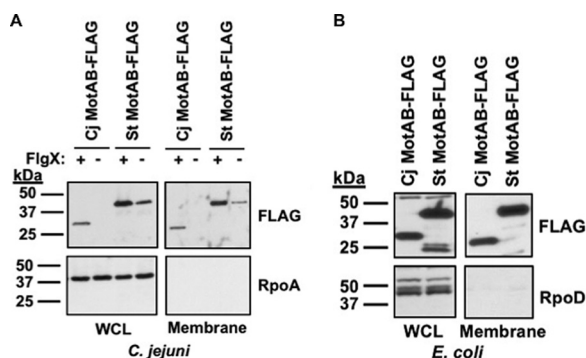 A
Cj MotAB-FLAG
St MotAB-FLAG
Cj MotAB-FLAG
St MotAB-FLAG
FlgX: + - + - + - + -
kDa
50
37
25
FLAG
50
37
25
RpoA
WCL Membrane
C. jejuni
B
Cj MotAB-FLAG
St MotAB-FLAG
Cj MotAB-FLAG
St MotAB-FLAG
kDa
50
37
25
FLAG
50
37
RpoD
WCL Membrane
E. coli